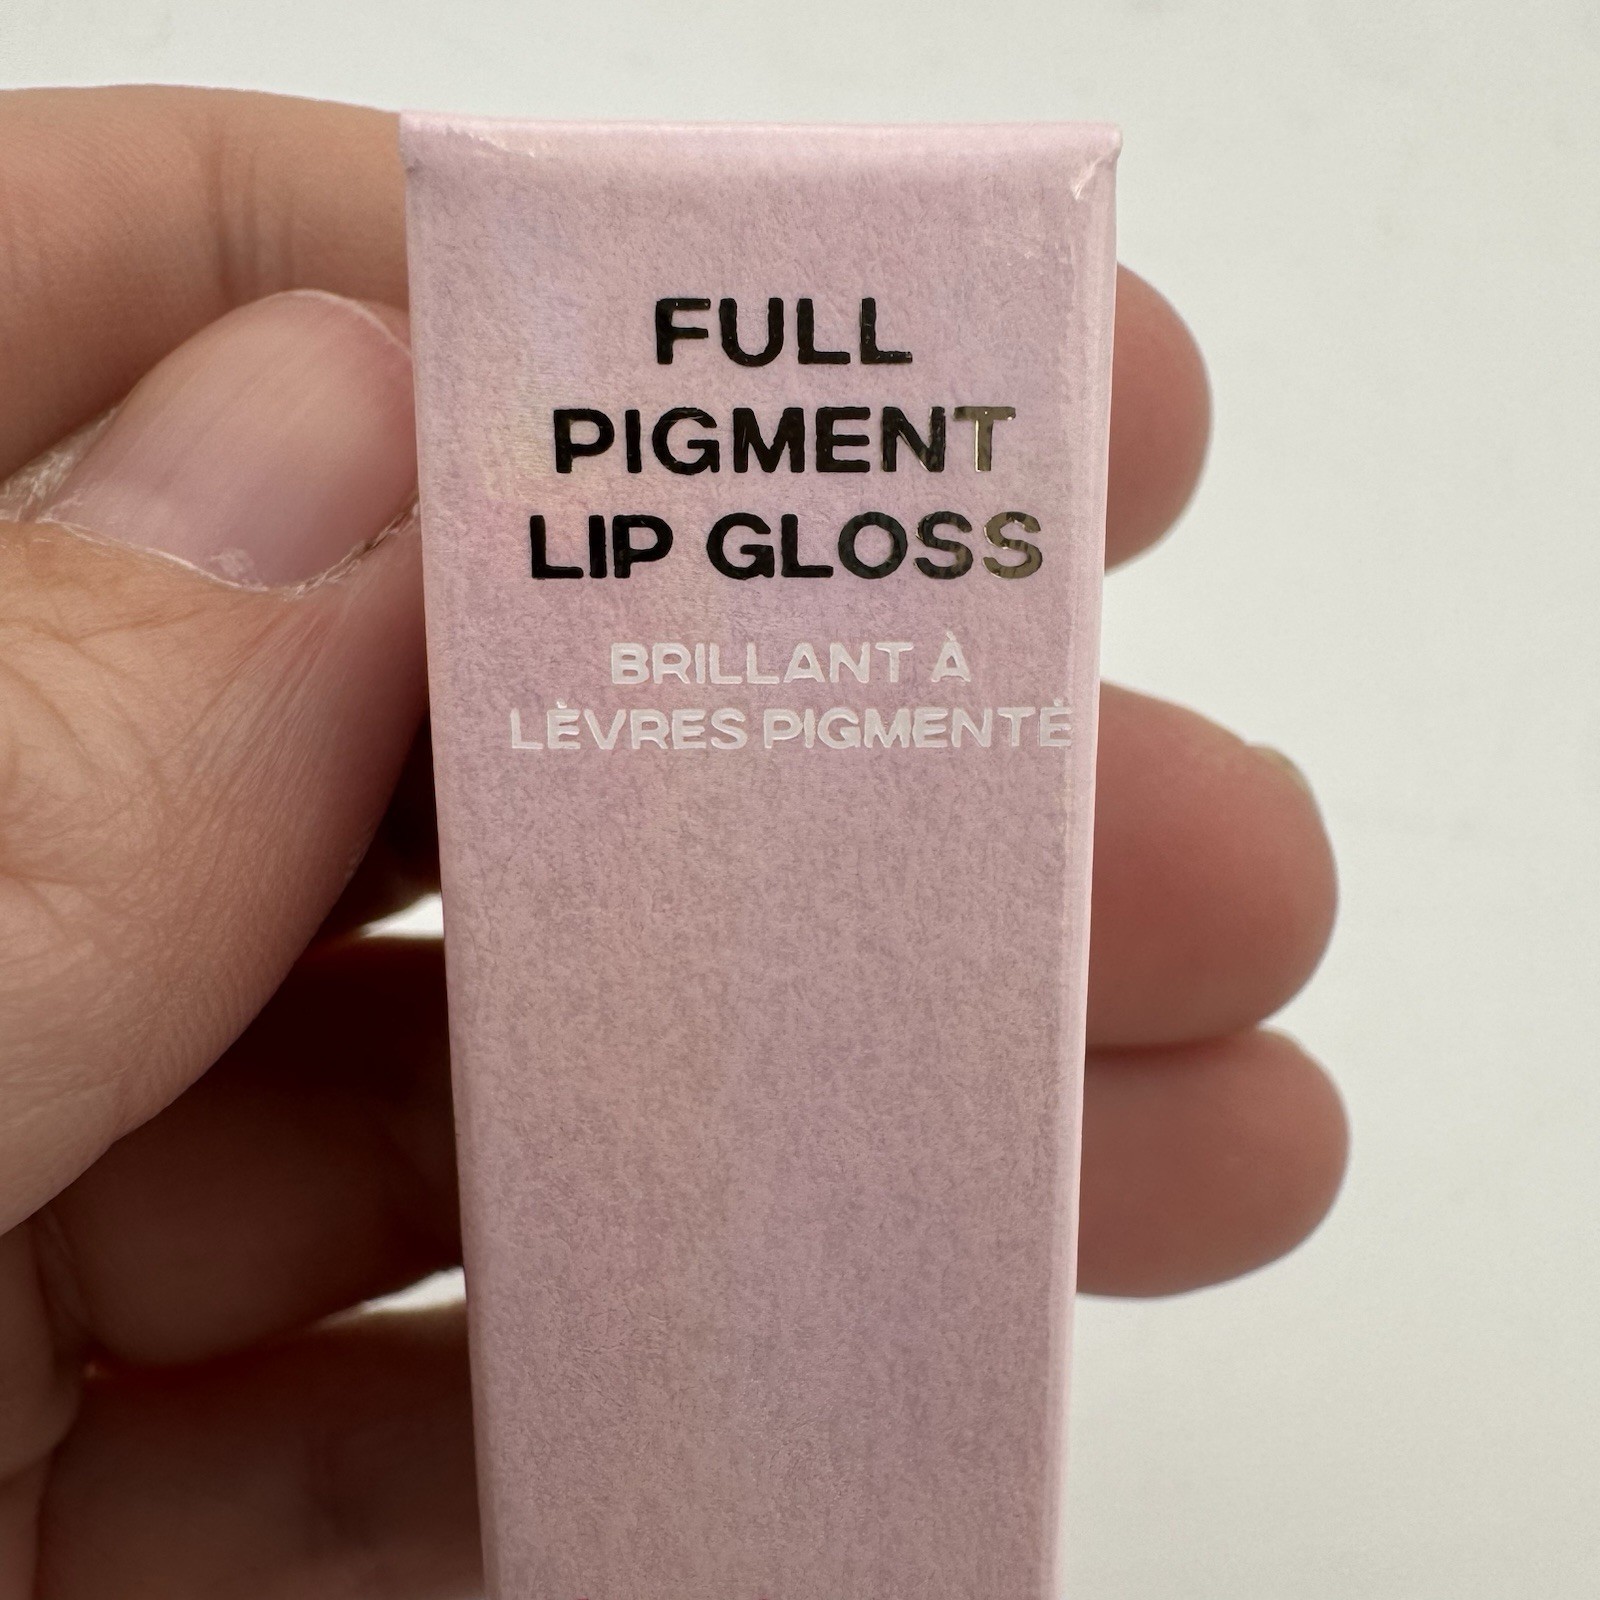 FULL
PIGMENT
LIP GLOSS
BRILLANT À
LÈVRES PIGMENTÉ